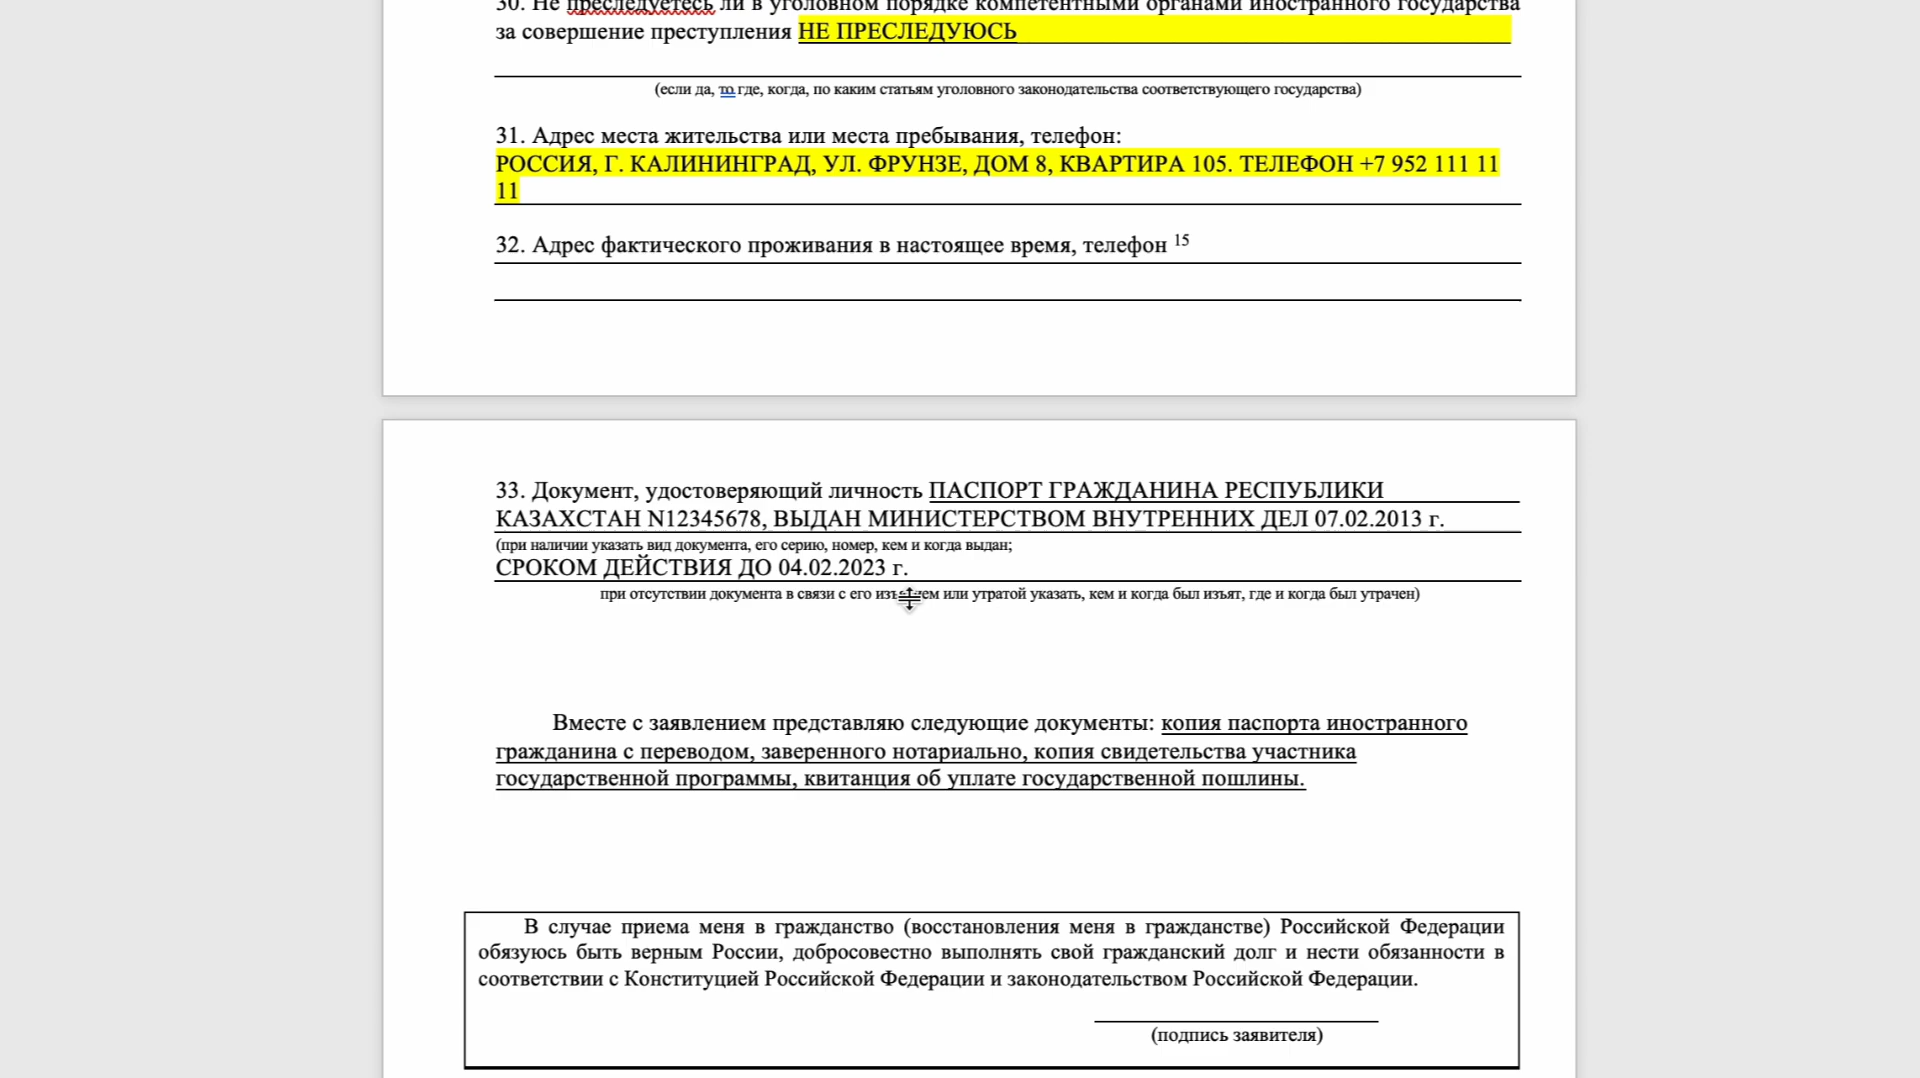 30. Не преследуетесь ли в уголовном порядке компетентными органами иностранного государства
за совершение преступления НЕ ПРЕСЛЕДУЮСЬ
(если да, то где, когда, по каким статьям уголовного законодательства соответствующего государства)
31. Адрес места жительства или места пребывания, телефон:
РОССИЯ, Г. КАЛИНИНГРАД, УЛ. ФРУНЗЕ, ДОМ 8, КВАРТИРА 105. ТЕЛЕФОН +7 952 111 11
11
32. Адрес фактического проживания в настоящее время, телефон 15
33. Документ, удостоверяющий личность ПАСПОРТ ГРАЖДАНИНА РЕСПУБЛИКИ
КАЗАХСТАН N12345678, ВЫДАН МИНИСТЕРСТВОМ ВНУТРЕННИХ ДЕЛ 07.02.2013 г.
(при наличии указать вид документа, его серию, номер, кем и когда выдан;
СРОКОМ ДЕЙСТВИЯ ДО 04.02.2023 г.
при отсутствии документа в связи с его изъятием или утратой указать, кем и когда был изъят, где и когда был утрачен)
Вместе с заявлением представляю следующие документы: копия паспорта иностранного
гражданина с переводом, заверенного нотариально, копия свидетельства участника
государственной программы, квитанция об уплате государственной пошлины.
В случае приема меня в гражданство (восстановления меня в гражданстве) Российской Федерации
обязуюсь быть верным России, добросовестно выполнять свой гражданский долг и нести обязанности в
соответствии с Конституцией Российской Федерации и законодательством Российской Федерации.
(подпись заявителя)